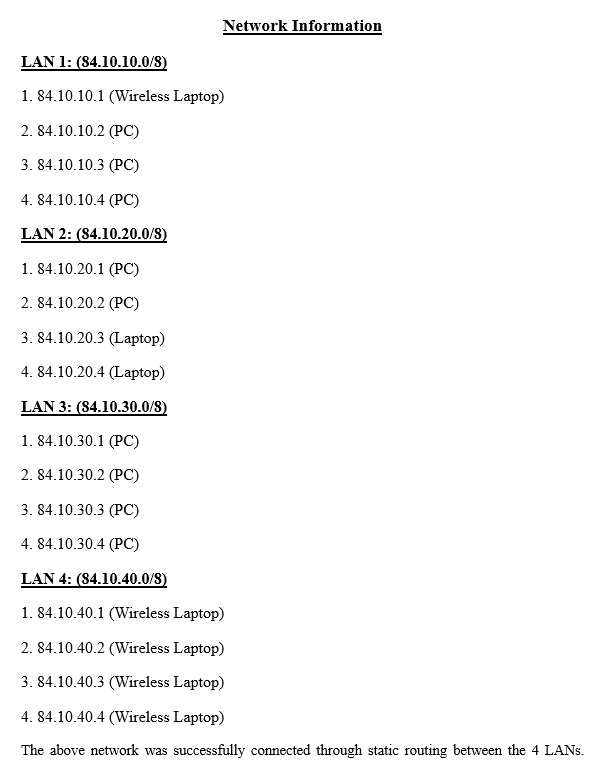 Network Information
LAN 1: (84.10.10.0/8)
1. 84.10.10.1 (Wireless Laptop)
2. 84.10.10.2 (PC)
3. 84.10.10.3 (PC)
4. 84.10.10.4 (PC)
LAN 2: (84.10.20.0/8)
1. 84.10.20.1 (PC)
2. 84.10.20.2 (PC)
3. 84.10.20.3 (Laptop)
4. 84.10.20.4 (Laptop)
LAN 3: (84.10.30.0/8)
1. 84.10.30.1 (PC)
2. 84.10.30.2 (PC)
3. 84.10.30.3 (PC)
4. 84.10.30.4 (PC)
LAN 4: (84.10.40.0/8)
1. 84.10.40.1 (Wireless Laptop)
2. 84.10.40.2 (Wireless Laptop)
3. 84.10.40.3 (Wireless Laptop)
4. 84.10.40.4 (Wireless Laptop)
The above network was successfully connected through static routing between the 4 LANs.